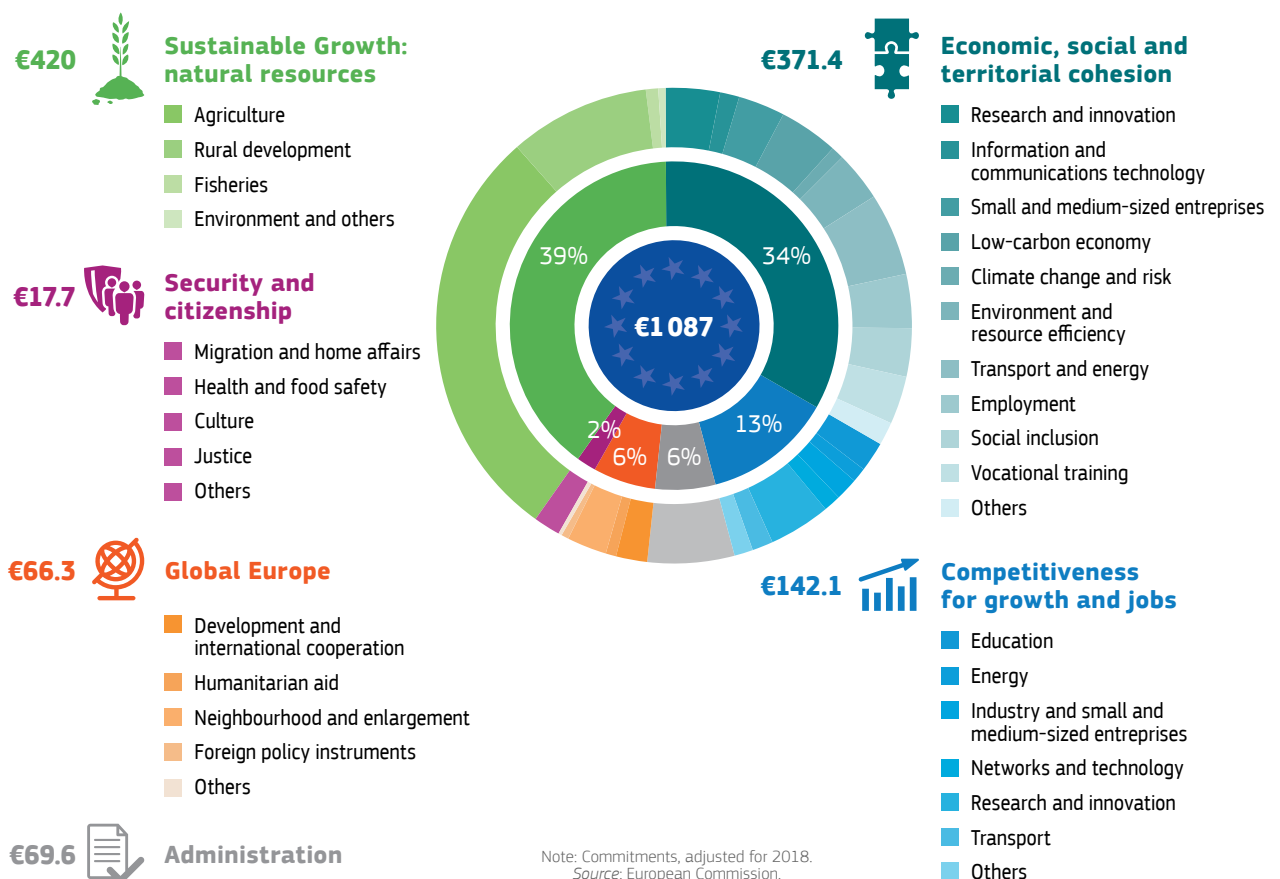 €420
Sustainable Growth:
natural resources
Agriculture
Rural development
Fisheries
Environment and others
€17.7
Security and
citizenship
Migration and home affairs
Health and food safety
Culture
Justice
Others
€66.3
Global Europe
Development and
international cooperation
Humanitarian aid
Neighbourhood and enlargement
Foreign policy instruments
Others
€69.6
Administration
39%
34%
€1 087
2%
6%
6%
13%
€371.4
Economic, social and
territorial cohesion
Research and innovation
Information and
communications technology
Small and medium-sized entreprises
Low-carbon economy
Climate change and risk
Environment and
resource efficiency
Transport and energy
Employment
Social inclusion
Vocational training
Others
€142.1
Competitiveness
for growth and jobs
Education
Energy
Industry and small and
medium-sized entreprises
Networks and technology
Research and innovation
Transport
Others
Note: Commitments, adjusted for 2018.
Source: European Commission.